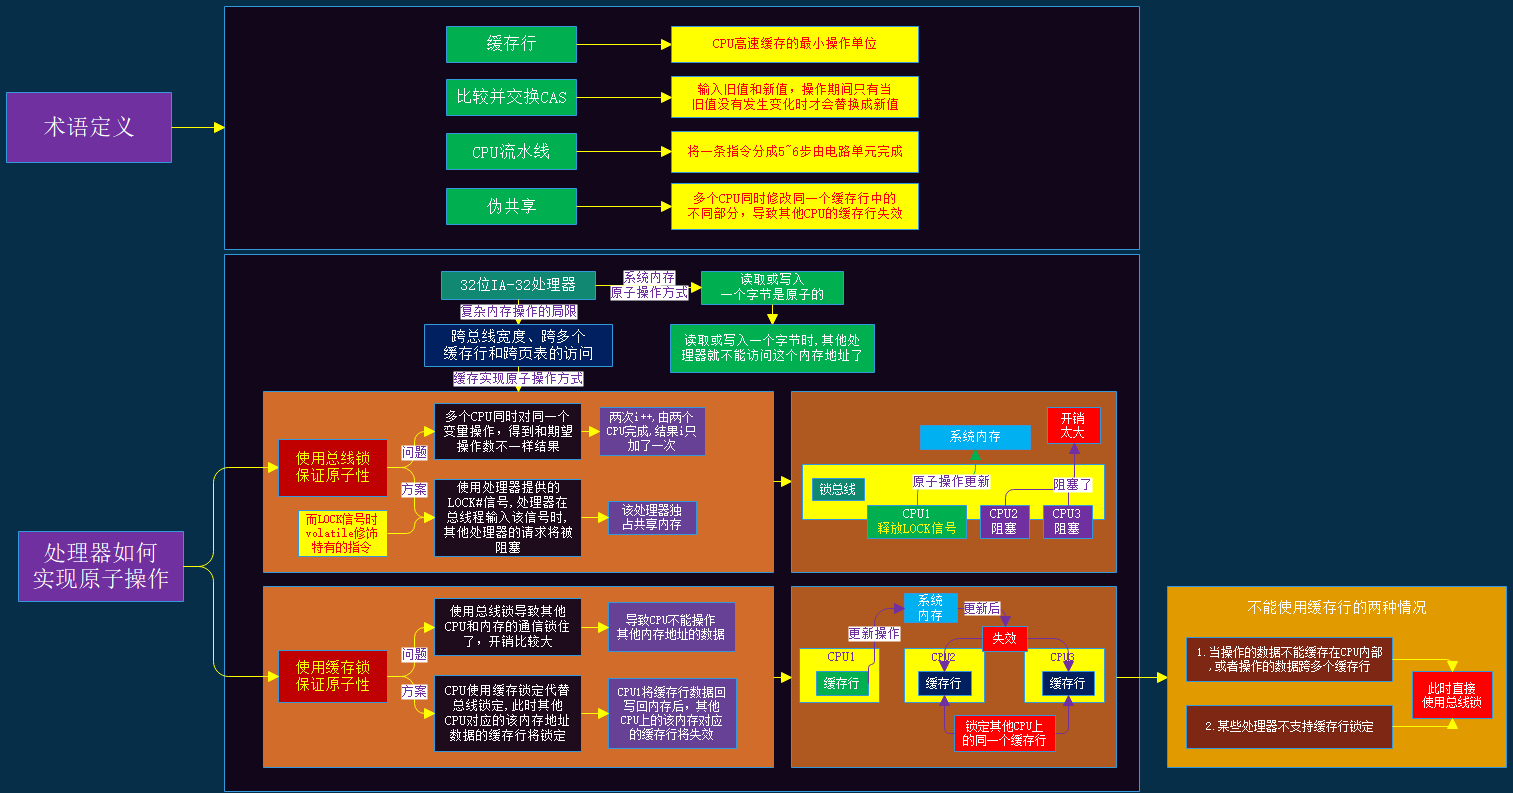 术语定义
缓存行
CPU高速缓存的最小操作单位
比较并交换CAS
输入旧值和新值，操作期间只有当
旧值没有发生变化时才会替换成新值
CPU流水线
将一条指令分成5~6步由电路单元完成
伪共享
多个CPU同时修改同一个缓存行中的
不同部分，导致其他CPU的缓存行失效
处理器如何
实现原子操作
32位IA-32处理器
系统内存
原子操作方式
读取或写入
一个字节是原子的
读取或写入一个字节时,其他处
理器就不能访问这个内存地址了
复杂内存操作的局限
跨总线宽度、跨多个
缓存行和跨页表的访问
缓存实现原子操作方式
使用总线锁
保证原子性
问题
多个CPU同时对同一个
变量操作，得到和期望
操作数不一样结果
两次i++,由两个
CPU完成,结果i只
加了一次
方案
使用处理器提供的
LOCK#信号,处理器在
总线程输入该信号时,
其他处理器的请求将被
阻塞
该处理器独
占共享内存
而LOCK信号时
volatile修饰
特有的指令
系统内存
开销
太大
锁总线
原子操作更新
阻塞了
CPU1
释放LOCK信号
CPU2
阻塞
CPU3
阻塞
使用缓存锁
保证原子性
问题
使用总线锁导致其他
CPU和内存的通信锁住
了，开销比较大
导致CPU不能操作
其他内存地址的数据
方案
CPU使用缓存锁定代替
总线锁定,此时其他
CPU对应的该内存地址
数据的缓存行将锁定
CPU1将缓存行数据回
写回内存后，其他
CPU上的该内存对应
的缓存行将失效
系统
内存
更新后
更新操作
失效
CPU1
缓存行
CPU2
缓存行
CPU3
缓存行
锁定其他CPU上
的同一个缓存行
不能使用缓存行的两种情况
1.当操作的数据不能缓存在CPU内部
,或者操作的数据跨多个缓存行
2.某些处理器不支持缓存行锁定
此时直接
使用总线锁